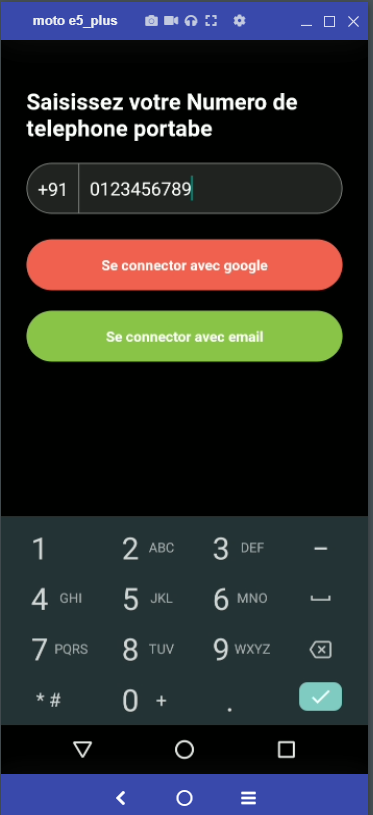 moto e5_plus
Saisissez votre Numero de
telephone portabe
+91 0123456789
Se connector avec google
Se connector avec email
1 2 ABC 3 DEF –
4 GHI 5 JKL 6 MNO
7 PQRS 8 TUV 9 WXYZ
* # 0 + .